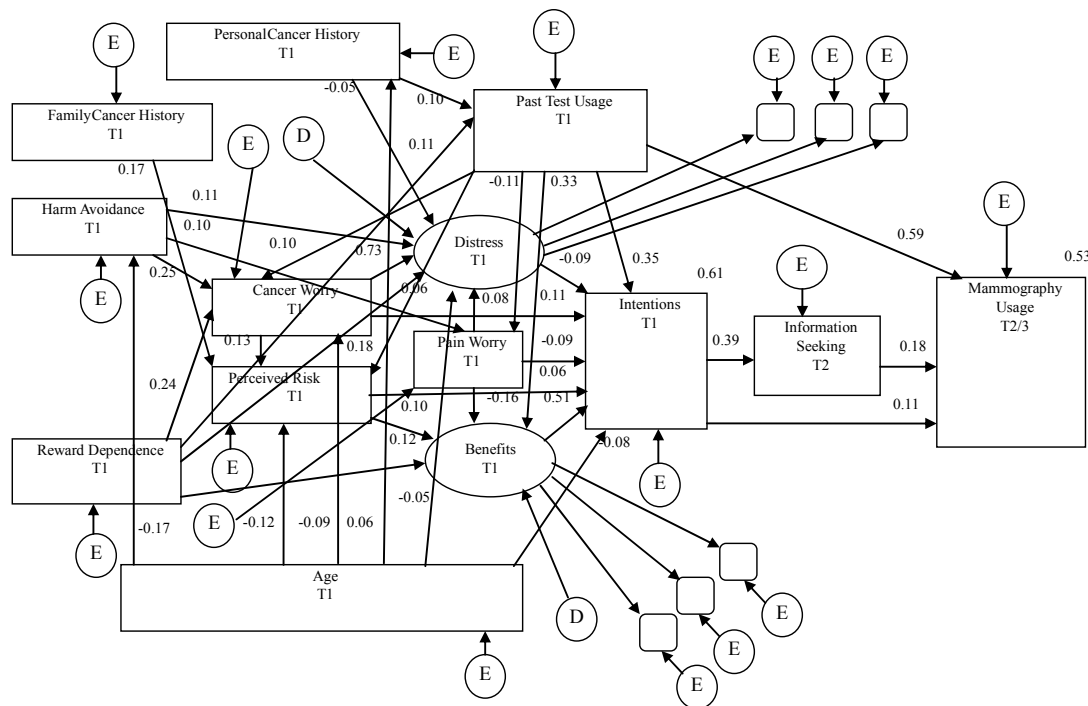 E
PersonalCancer History
T1
E
E
E
E
E
-0.05
0.10
Past Test Usage
T1
FamilyCancer History
T1
E
D
0.11
0.17
-0.11
0.33
Harm Avoidance
T1
0.11
0.10
E
0.10
0.73
Distress
T1
-0.09
0.35
0.59
E
0.53
0.25
E
Cancer Worry
T1
0.06
0.08
0.11
0.61
Intentions
T1
E
Mammography
Usage
T2/3
0.13
0.18
Pain Worry
T1
-0.09
Information
Seeking
T2
0.39
0.18
0.24
Perceived Risk
T1
0.06
0.10
-0.16
0.51
0.11
Reward Dependence
T1
0.12
Benefits
T1
-0.08
E
E
-0.05
E
-0.17
-0.12
-0.09
0.06
E
Age
T1
D
E
E
E
E